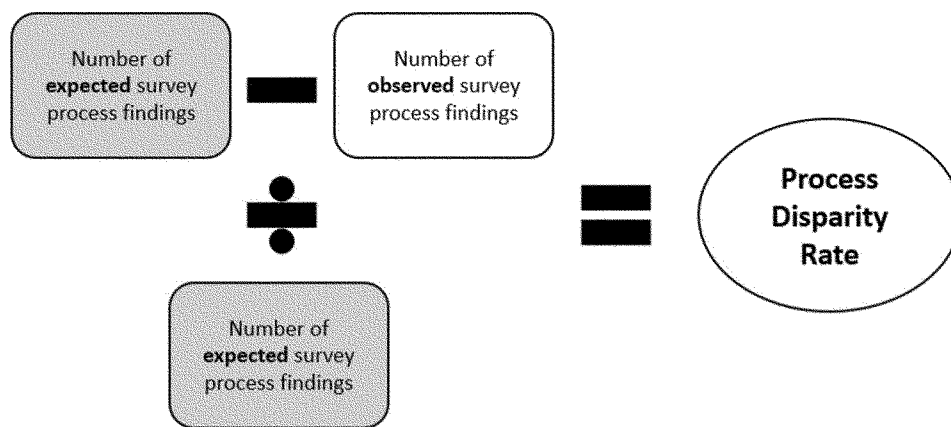 Number of
expected survey
process findings
Number of
observed survey
process findings
Number of
expected survey
process findings
Process
Disparity
Rate